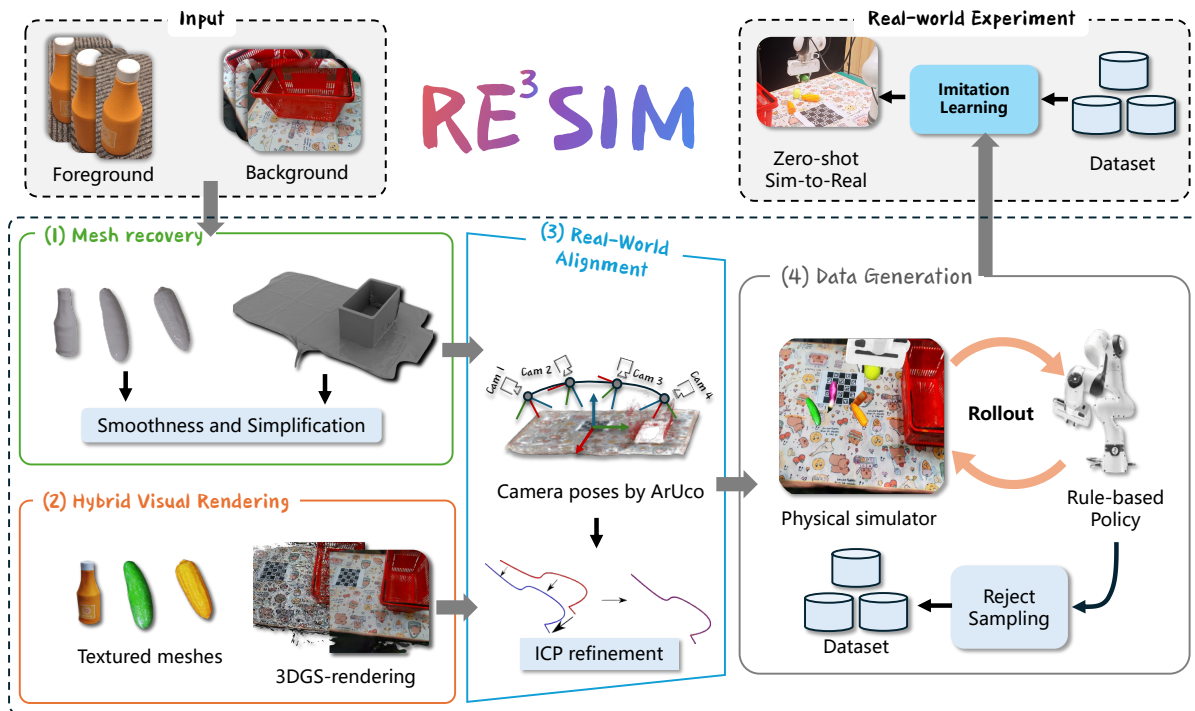 Input
Foreground
Background
RE³SIM
Real-world Experiment
Zero-shot
Sim-to-Real
Imitation
Learning
Dataset
(1) Mesh recovery
Smoothness and Simplification
(2) Hybrid Visual Rendering
Textured meshes
3DGS-rendering
(3) Real-World
Alignment
Cam 1
Cam 2
Cam 3
Cam 4
Camera poses by ArUco
ICP refinement
(4) Data Generation
Physical simulator
Rollout
Rule-based
Policy
Reject
Sampling
Dataset